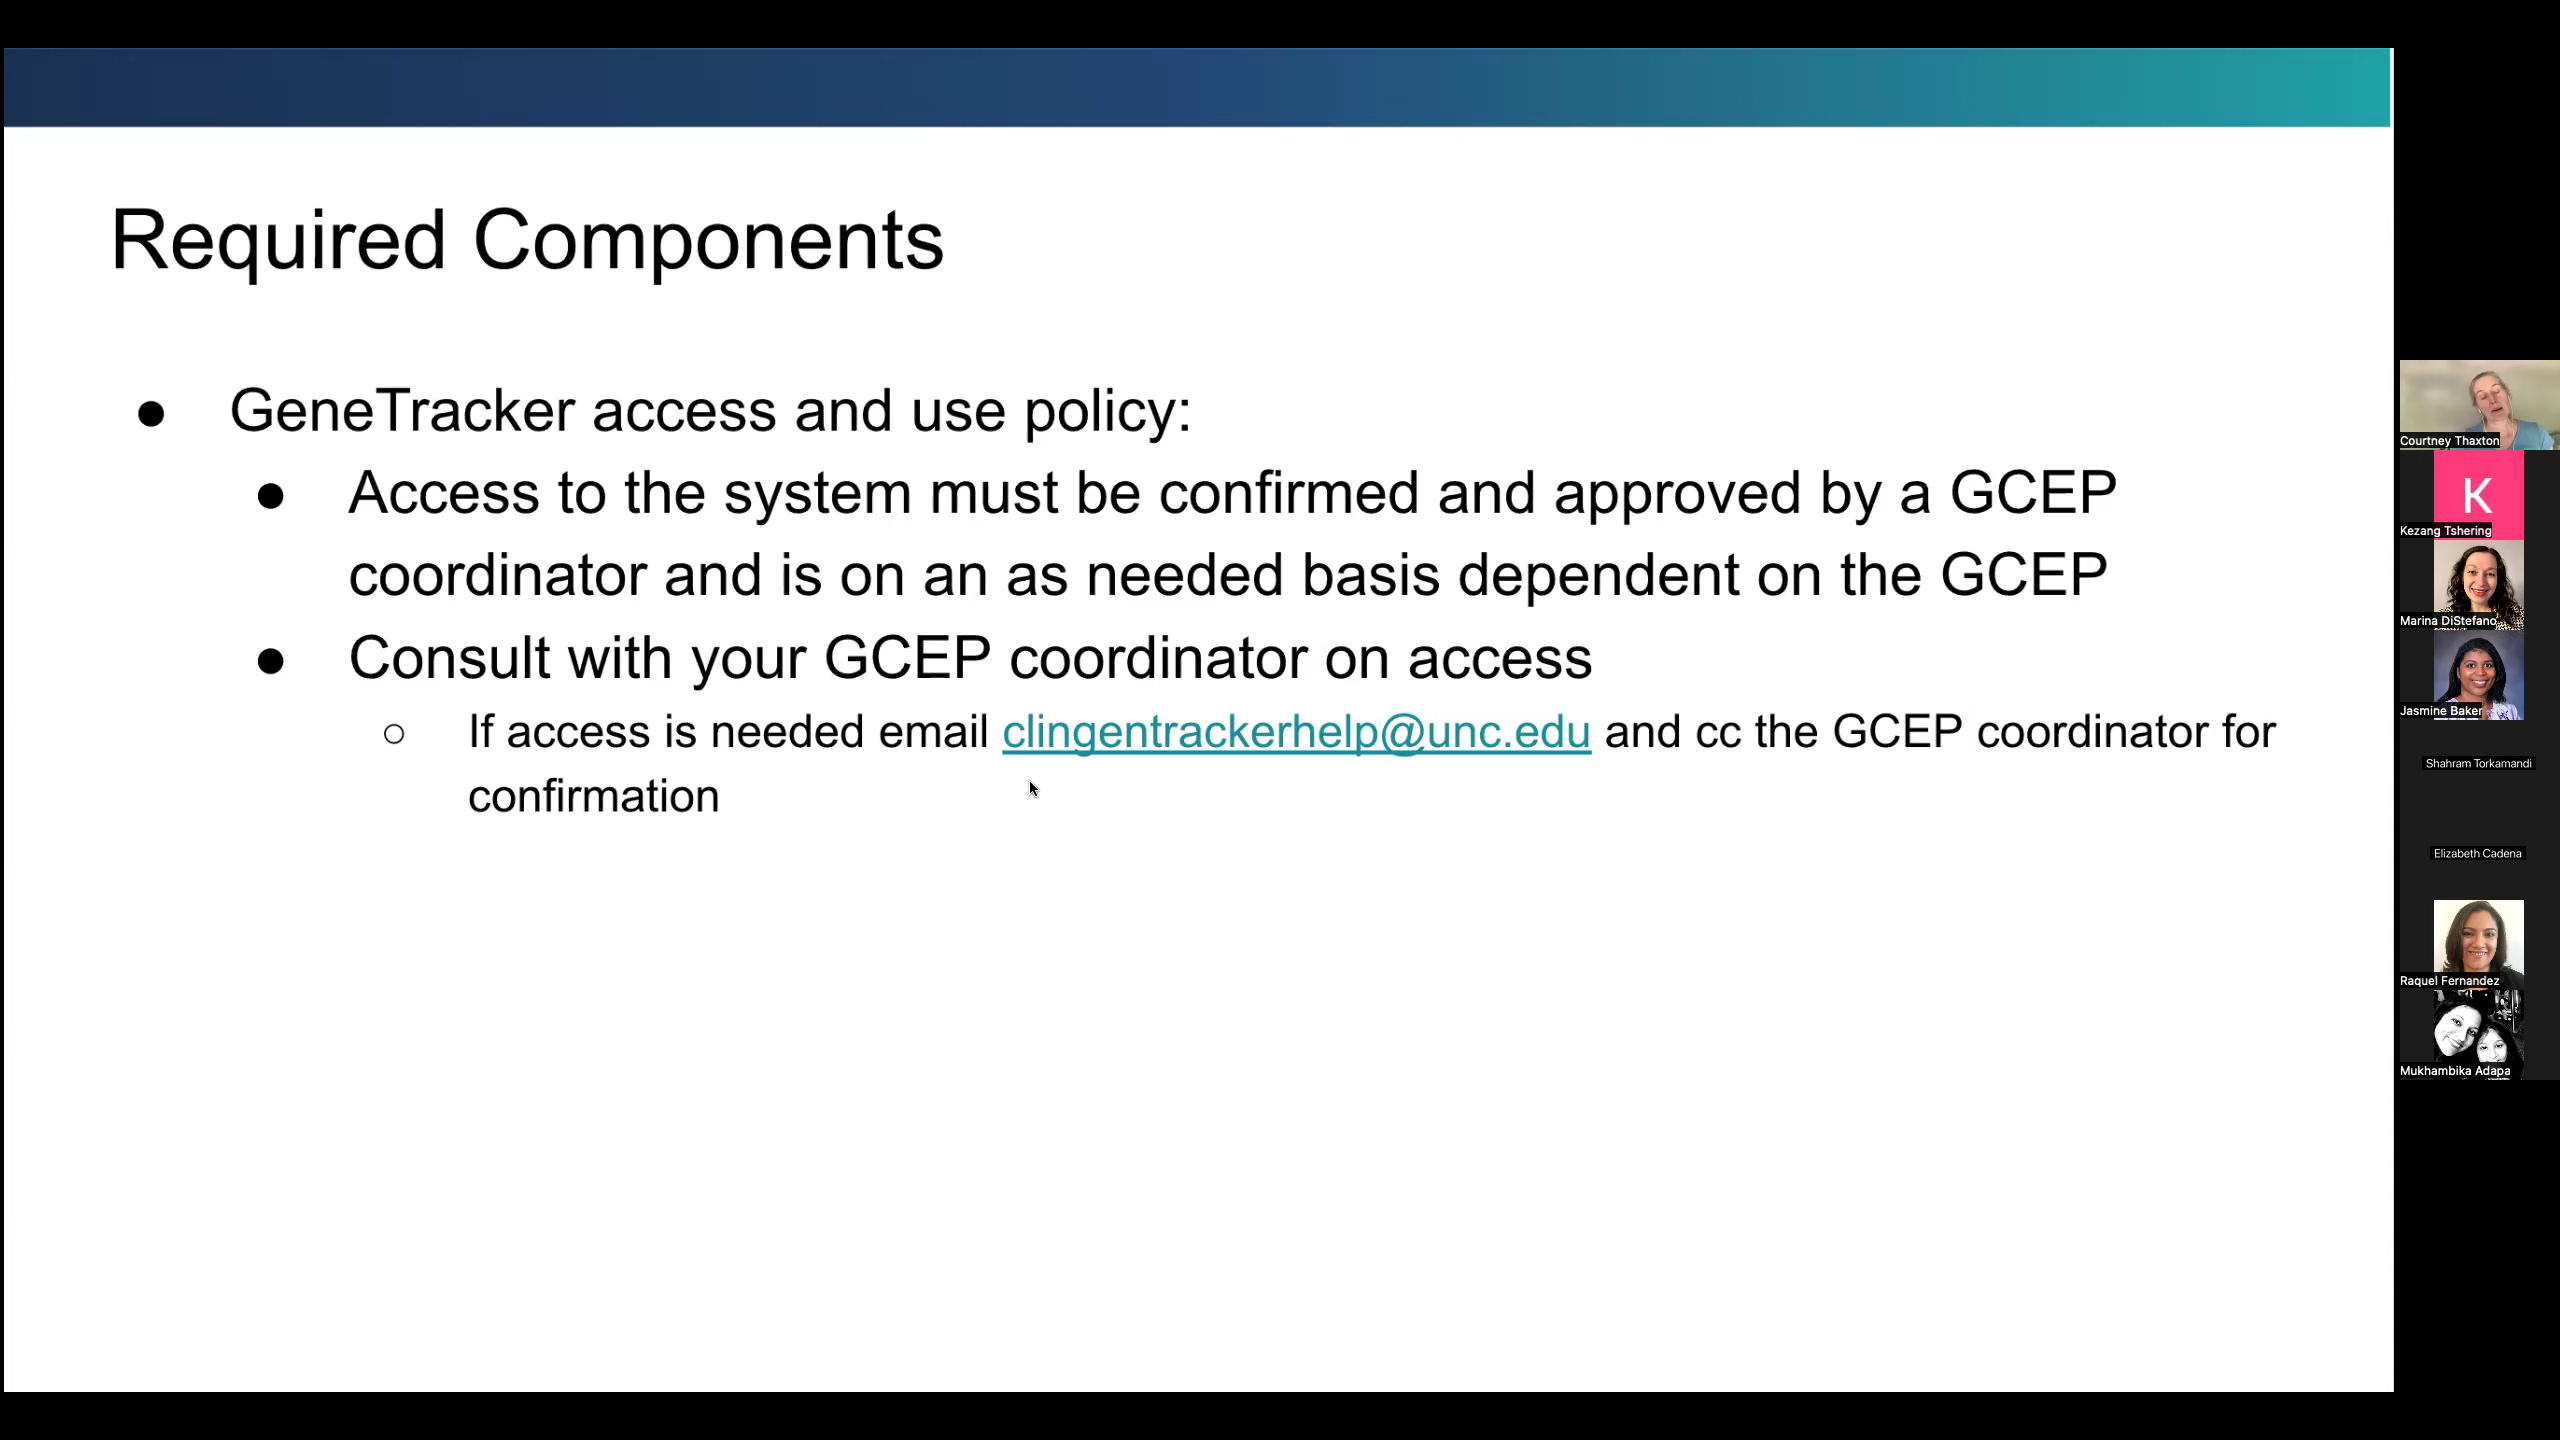 Required Components
● GeneTracker access and use policy:
● Access to the system must be confirmed and approved by a GCEP
coordinator and is on an as needed basis dependent on the GCEP
● Consult with your GCEP coordinator on access
○ If access is needed email clingentrackerhelp@unc.edu and cc the GCEP coordinator for
confirmation
Courtney Thaxton
K
Kezang Tshering
Marina DiStefano
Jasmine Baker
Shahram Torkamandi
Elizabeth Cadena
Raquel Fernandez
Mukhambika Adapa